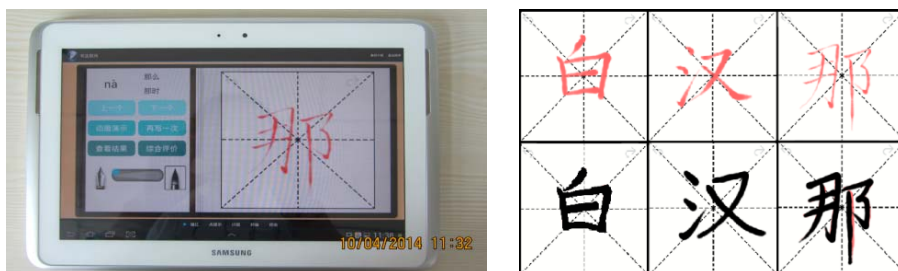 nà
那么
那时
上一个
下一个
动画演示
再写一次
查看结果
综合评价
那
SAMSUNG
10/04/2014 11:32
白 汉 那
白 汉 那